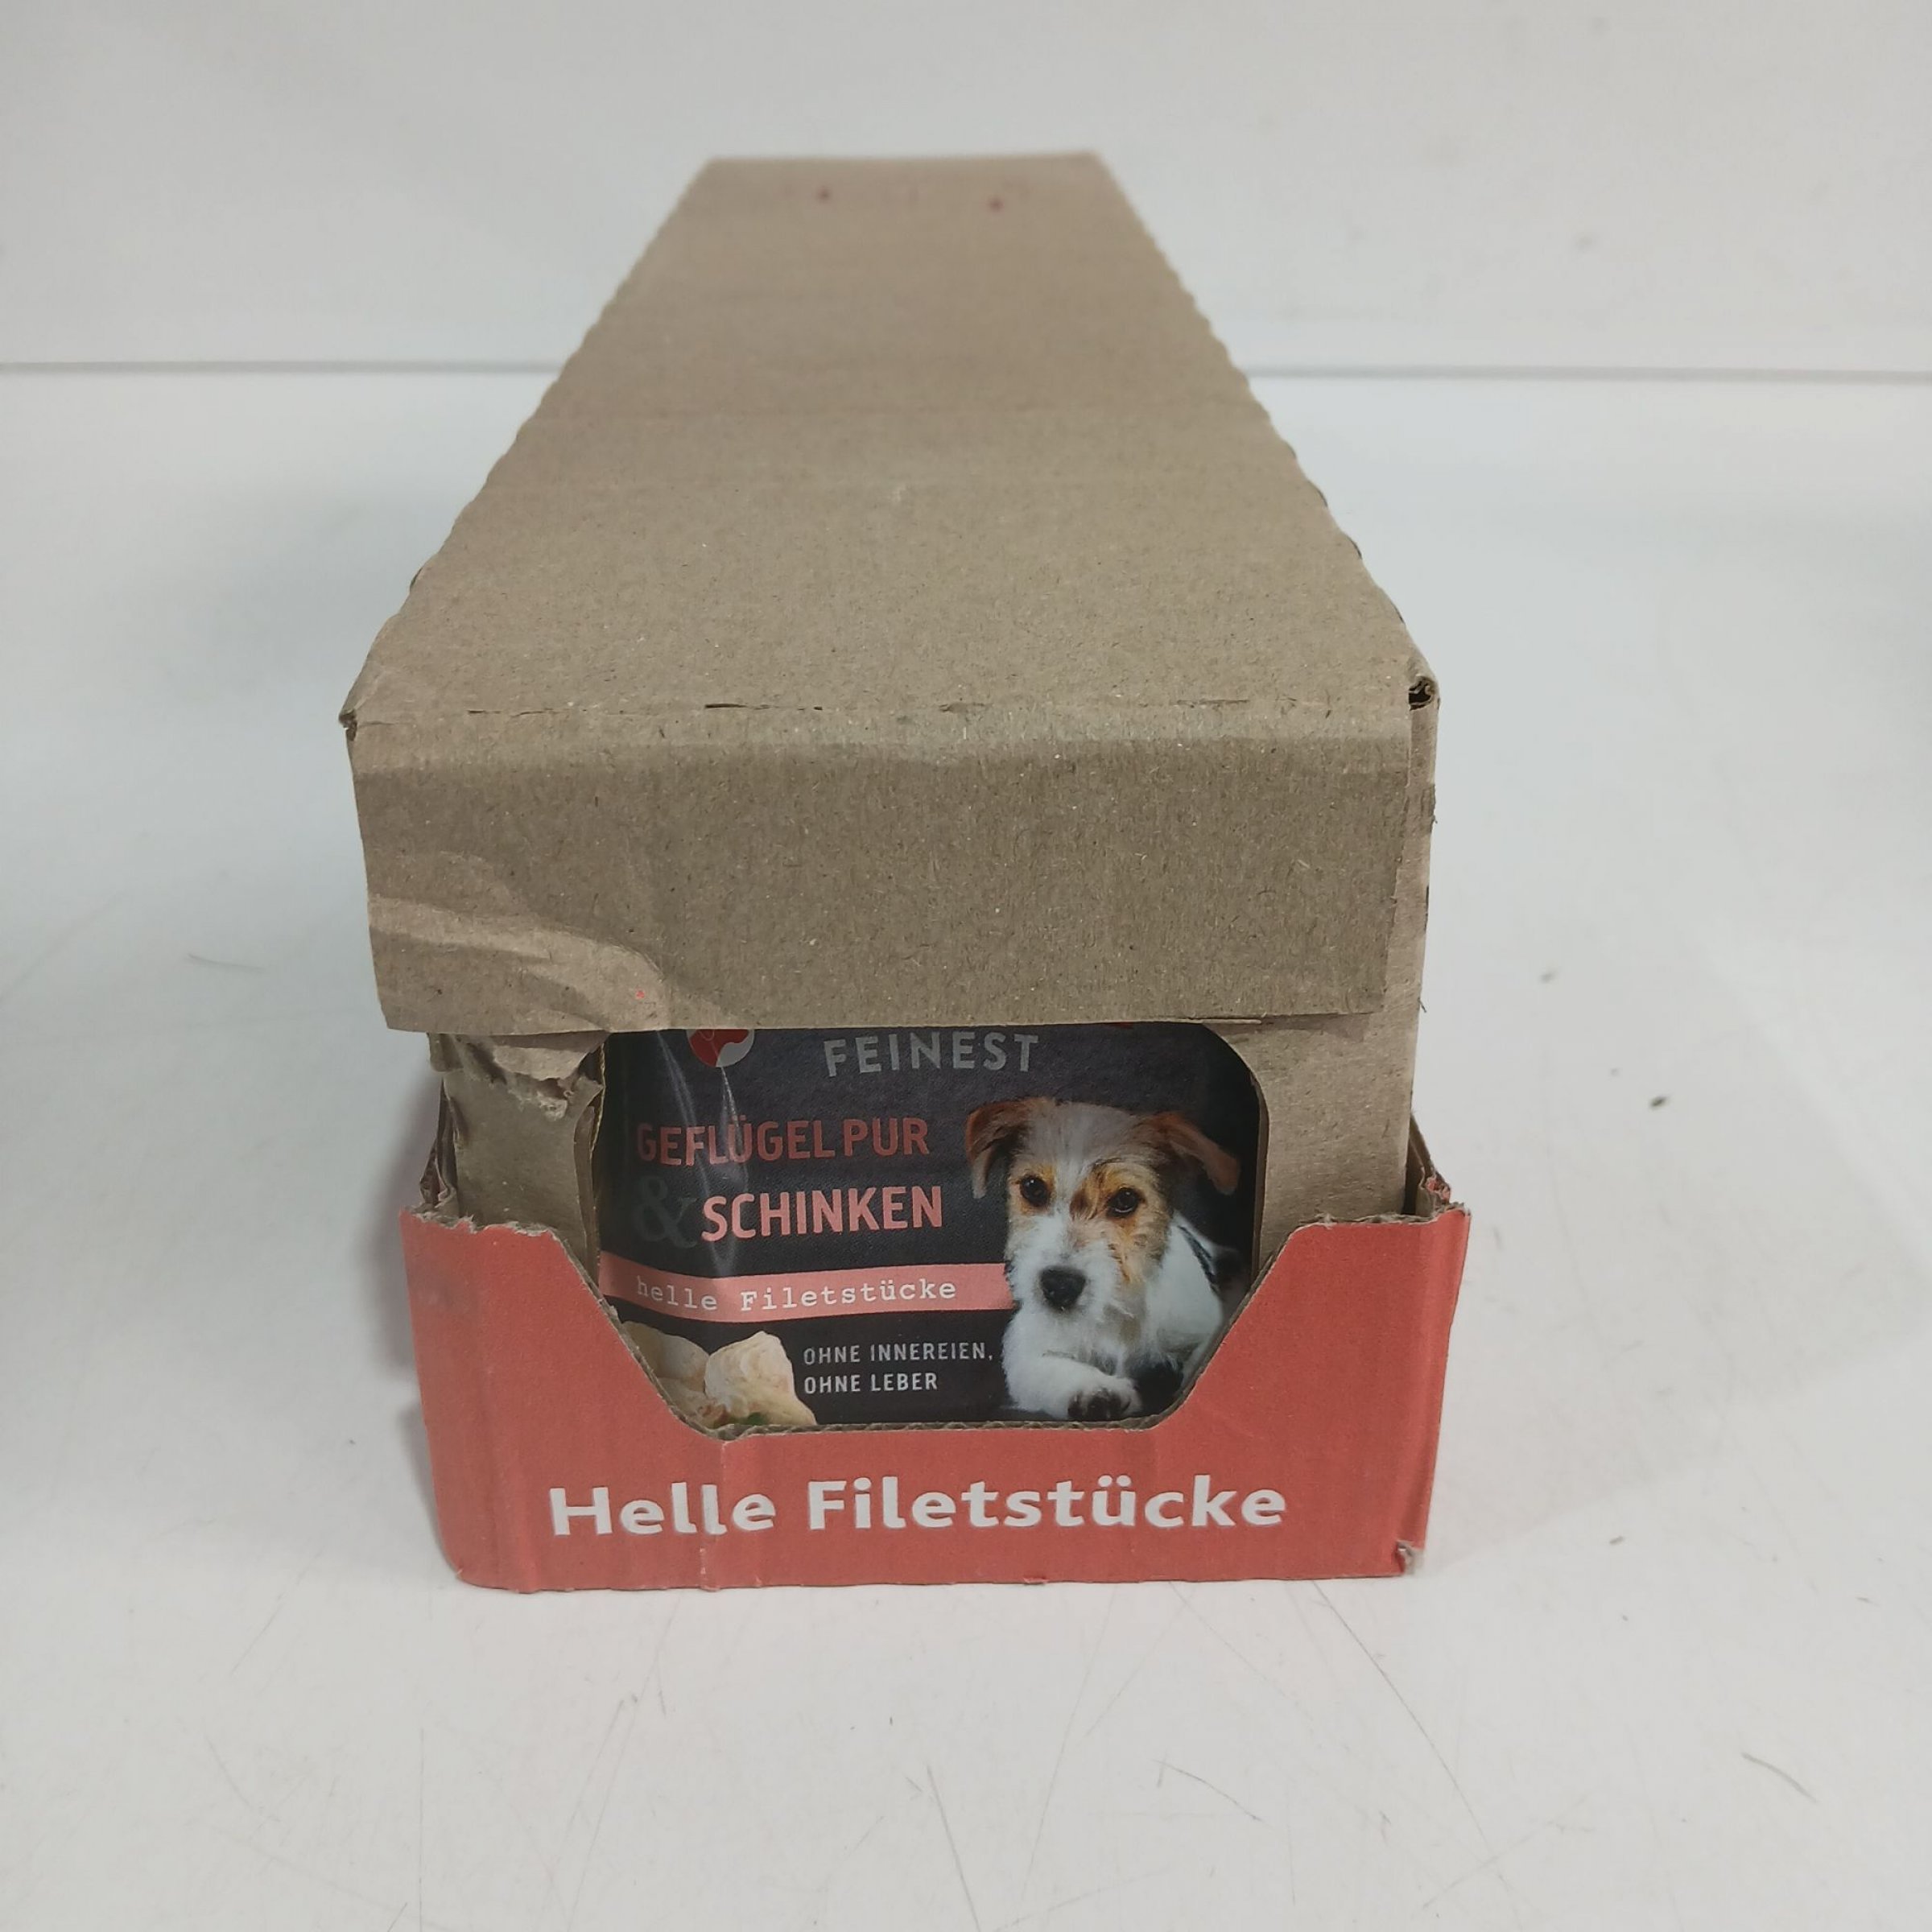 FEINEST
GEFLÜGEL PUR
& SCHINKEN
helle Filetstücke
OHNE INNEREIEN,
OHNE LEBER
Helle Filetstücke